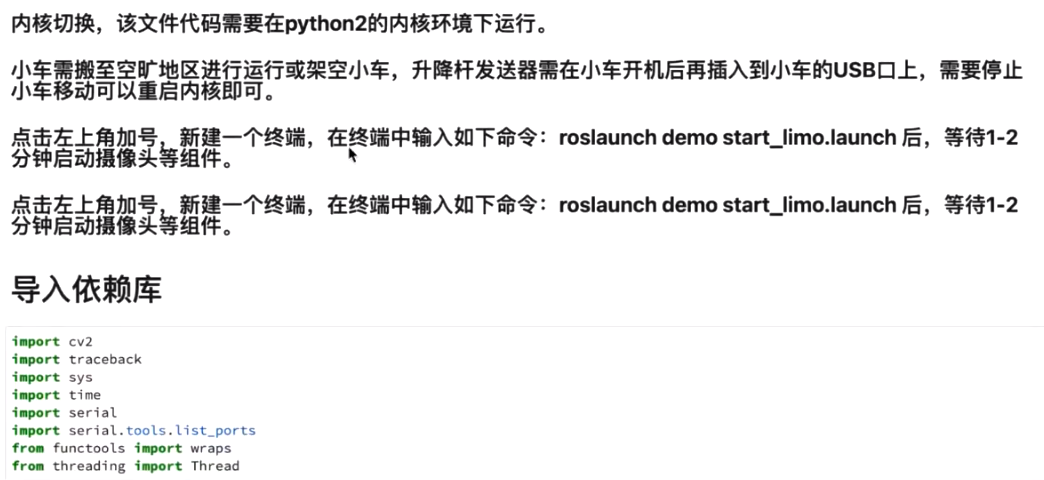 内核切换，该文件代码需要在python2的内核环境下运行。
小车需搬至空旷地区进行运行或架空小车，升降杆发送器需在小车开机后再插入到小车的USB口上，需要停止
小车移动可以重启内核即可。
点击左上角加号，新建一个终端，在终端中输入如下命令：roslaunch demo start_limo.launch 后，等待1-2
分钟启动摄像头等组件。
点击左上角加号，新建一个终端，在终端中输入如下命令：roslaunch demo start_limo.launch 后，等待1-2
分钟启动摄像头等组件。
导入依赖库
import cv2
import traceback
import sys
import time
import serial
import serial.tools.list_ports
from functools import wraps
from threading import Thread